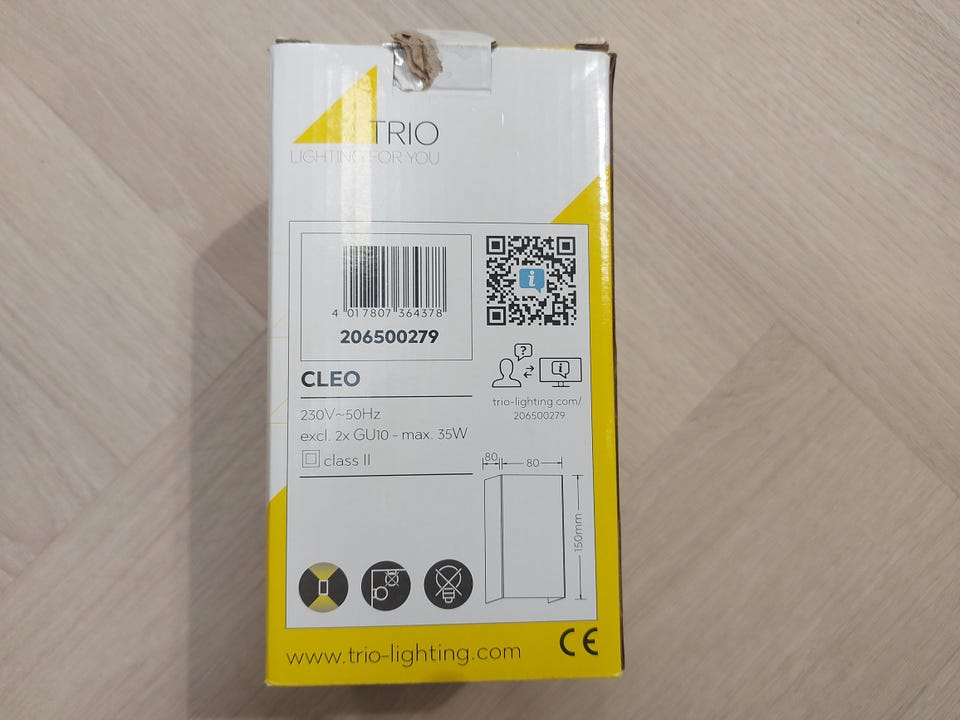 TRIO
LIGHTING FOR YOU
4 017807 364378
206500279
CLEO
230V~50Hz
excl. 2x GU10 - max. 35W
class II
i
?
i
trio-lighting.com/
206500279
80 80
150mm
www.trio-lighting.com
CE